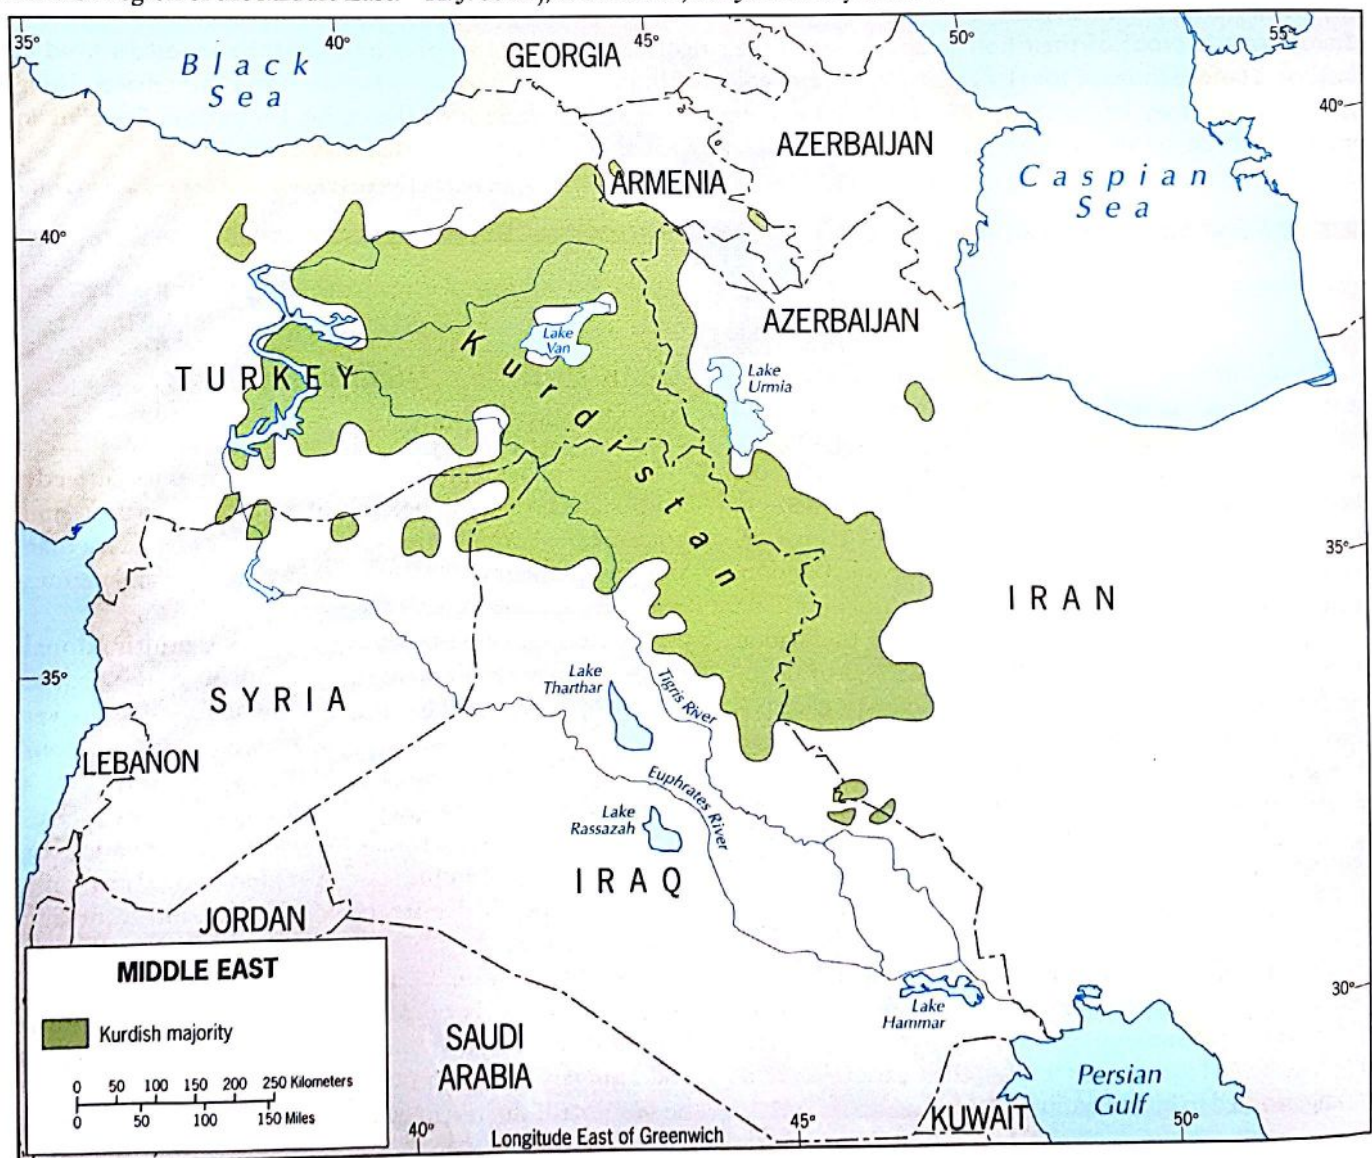 35°
40°
45°
50°
55°
Black
Sea
GEORGIA
40°
AZERBAIJAN
Caspian
Sea
ARMENIA
40°
AZERBAIJAN
Lake
Van
Lake
Urmia
TURKEY
Kurdistan
35°
IRAN
35°
SYRIA
Lake
Tharthar
Tigris River
LEBANON
Euphrates River
Lake
Rassazah
IRAQ
JORDAN
MIDDLE EAST
Kurdish majority
0 50 100 150 200 250 Kilometers
0 50 100 150 Miles
30°
Lake
Hammar
SAUDI
ARABIA
Persian
Gulf
KUWAIT
40°
Longitude East of Greenwich
45°
50°